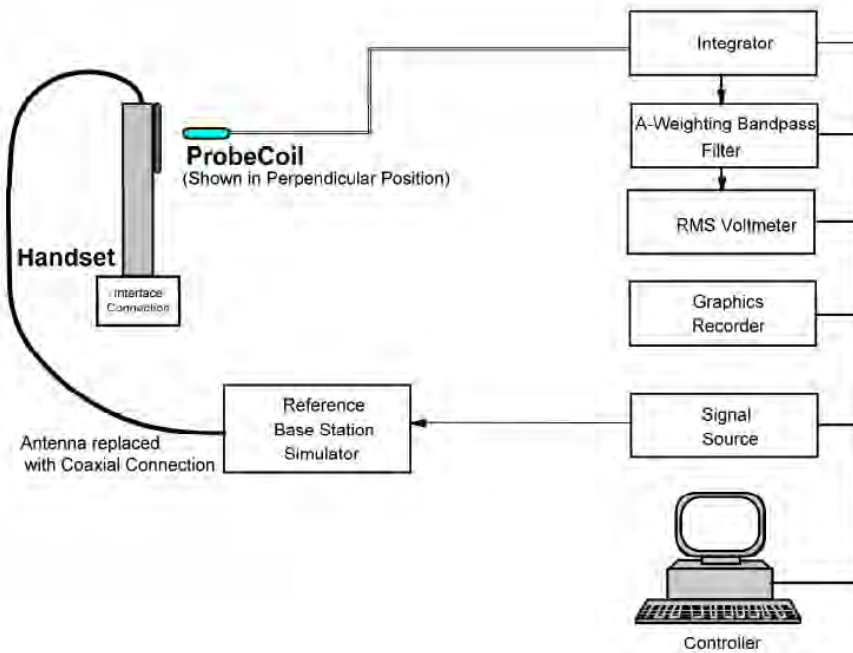 Integrator
A-Weighting Bandpass
Filter
RMS Voltmeter
Graphics
Recorder
Signal
Source
Controller
ProbeCoil
(Shown in Perpendicular Position)
Handset
Interface
Connection
Reference
Base Station
Simulator
Antenna replaced
with Coaxial Connection